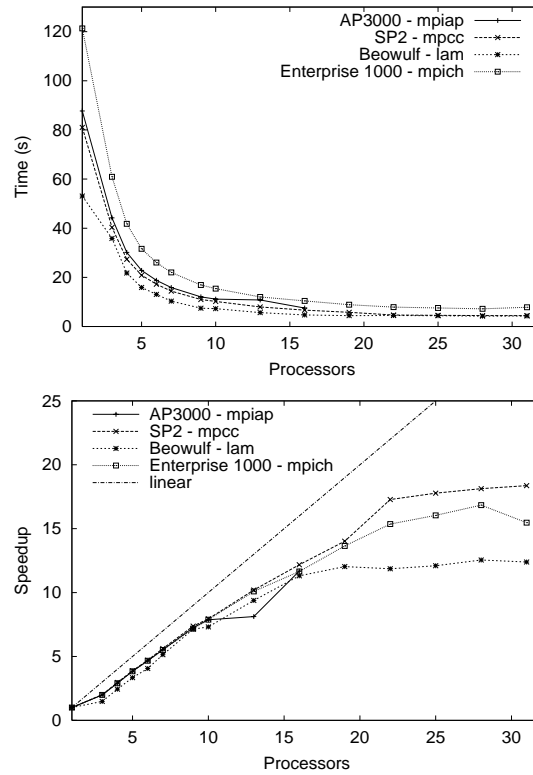 120
100
80
60
40
20
0
Time (s)
5 10 15 20 25 30
Processors
AP3000 - mpiap
SP2 - mpcc
Beowulf - lam
Enterprise 1000 - mpich
25
20
15
10
5
0
Speedup
5 10 15 20 25 30
Processors
AP3000 - mpiap
SP2 - mpcc
Beowulf - lam
Enterprise 1000 - mpich
linear